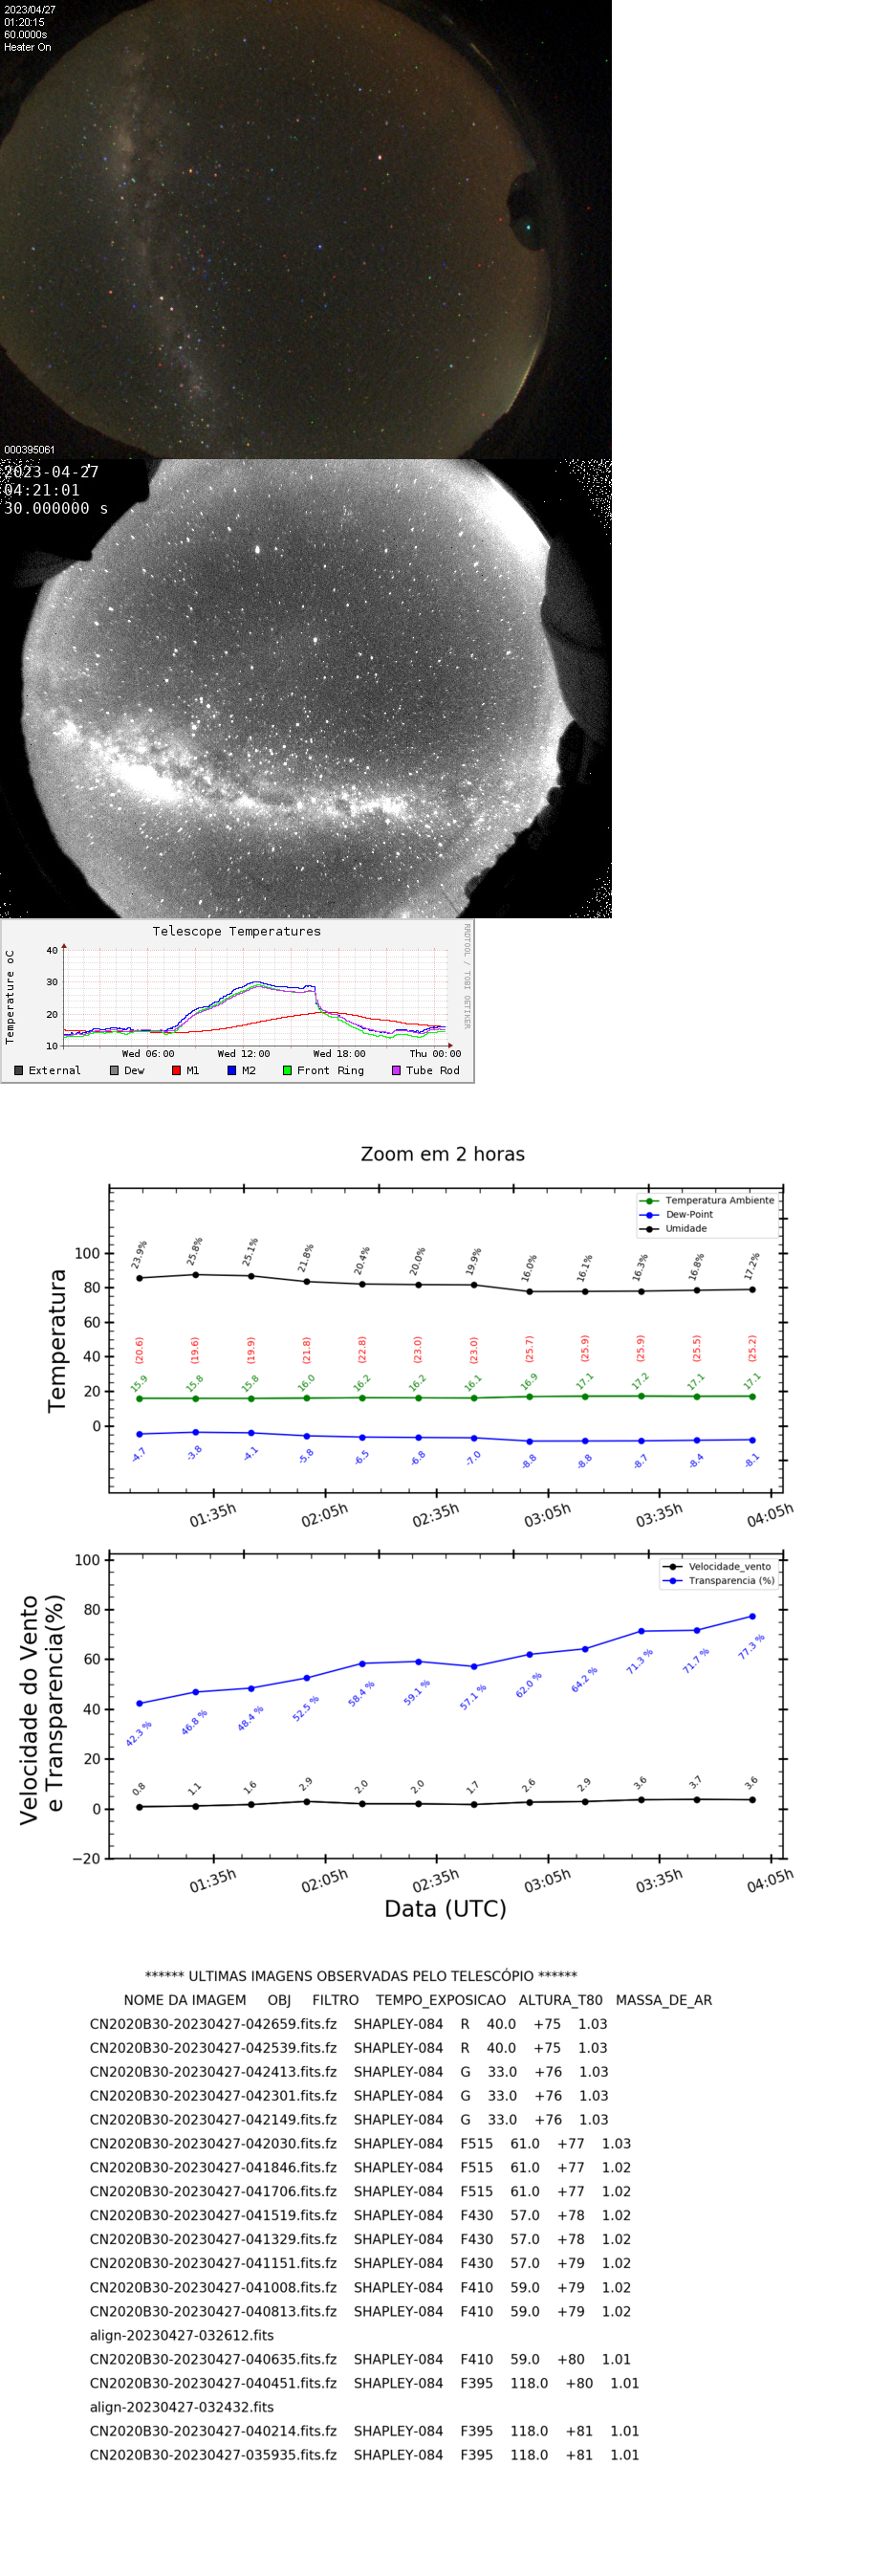 2023/04/27
01:20:15
60.0000s
Heater On
000395061
2023-04-27
04:21:01
30.000000 s
Telescope Temperatures
RRDTOOL / TOBI OETIKER
Temperature oC
40
30
20
10
Wed 06:00 Wed 12:00 Wed 18:00 Thu 00:00
External Dew M1 M2 Front Ring Tube Rod
Zoom em 2 horas
Temperatura Ambiente
Dew-Point
Umidade
Temperatura
100
80
60
40
20
0
23.9% 25.8% 25.1% 21.8% 20.4% 20.0% 19.9% 16.0% 16.1% 16.3% 16.8% 17.2%
(20.6) (19.6) (19.9) (21.8) (22.8) (23.0) (23.0) (25.7) (25.9) (25.9) (25.5) (25.2)
15.9 15.8 15.8 16.0 16.2 16.2 16.1 16.9 17.1 17.2 17.1 17.1
-4.7 -3.8 -4.1 -5.8 -6.5 -6.8 -7.0 -8.8 -8.8 -8.7 -8.4 -8.1
01:35h 02:05h 02:35h 03:05h 03:35h 04:05h
Velocidade_vento
Transparencia (%)
Velocidade do Vento
e Transparencia(%)
100
80
60
40
20
0
−20
42.3 % 46.8 % 48.4 % 52.5 % 58.4 % 59.1 % 57.1 % 62.0 % 64.2 % 71.3 % 71.7 % 77.3 %
0.8 1.1 1.6 2.9 2.0 2.0 1.7 2.6 2.9 3.6 3.7 3.6
01:35h 02:05h 02:35h 03:05h 03:35h 04:05h
Data (UTC)
****** ULTIMAS IMAGENS OBSERVADAS PELO TELESCÓPIO ******
NOME DA IMAGEM OBJ FILTRO TEMPO_EXPOSICAO ALTURA_T80 MASSA_DE_AR
CN2020B30-20230427-042659.fits.fz SHAPLEY-084 R 40.0 +75 1.03
CN2020B30-20230427-042539.fits.fz SHAPLEY-084 R 40.0 +75 1.03
CN2020B30-20230427-042413.fits.fz SHAPLEY-084 G 33.0 +76 1.03
CN2020B30-20230427-042301.fits.fz SHAPLEY-084 G 33.0 +76 1.03
CN2020B30-20230427-042149.fits.fz SHAPLEY-084 G 33.0 +76 1.03
CN2020B30-20230427-042030.fits.fz SHAPLEY-084 F515 61.0 +77 1.03
CN2020B30-20230427-041846.fits.fz SHAPLEY-084 F515 61.0 +77 1.02
CN2020B30-20230427-041706.fits.fz SHAPLEY-084 F515 61.0 +77 1.02
CN2020B30-20230427-041519.fits.fz SHAPLEY-084 F430 57.0 +78 1.02
CN2020B30-20230427-041329.fits.fz SHAPLEY-084 F430 57.0 +78 1.02
CN2020B30-20230427-041151.fits.fz SHAPLEY-084 F430 57.0 +79 1.02
CN2020B30-20230427-041008.fits.fz SHAPLEY-084 F410 59.0 +79 1.02
CN2020B30-20230427-040813.fits.fz SHAPLEY-084 F410 59.0 +79 1.02
align-20230427-032612.fits
CN2020B30-20230427-040635.fits.fz SHAPLEY-084 F410 59.0 +80 1.01
CN2020B30-20230427-040451.fits.fz SHAPLEY-084 F395 118.0 +80 1.01
align-20230427-032432.fits
CN2020B30-20230427-040214.fits.fz SHAPLEY-084 F395 118.0 +81 1.01
CN2020B30-20230427-035935.fits.fz SHAPLEY-084 F395 118.0 +81 1.01